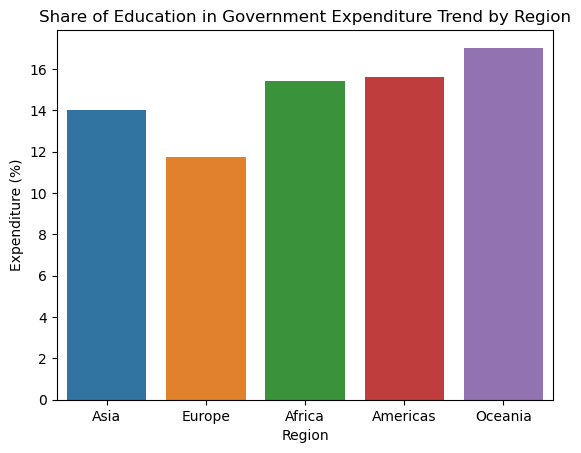 Share of Education in Government Expenditure Trend by Region
Expenditure (%)
16
14
12
10
8
6
4
2
0
Asia Europe Africa Americas Oceania
Region